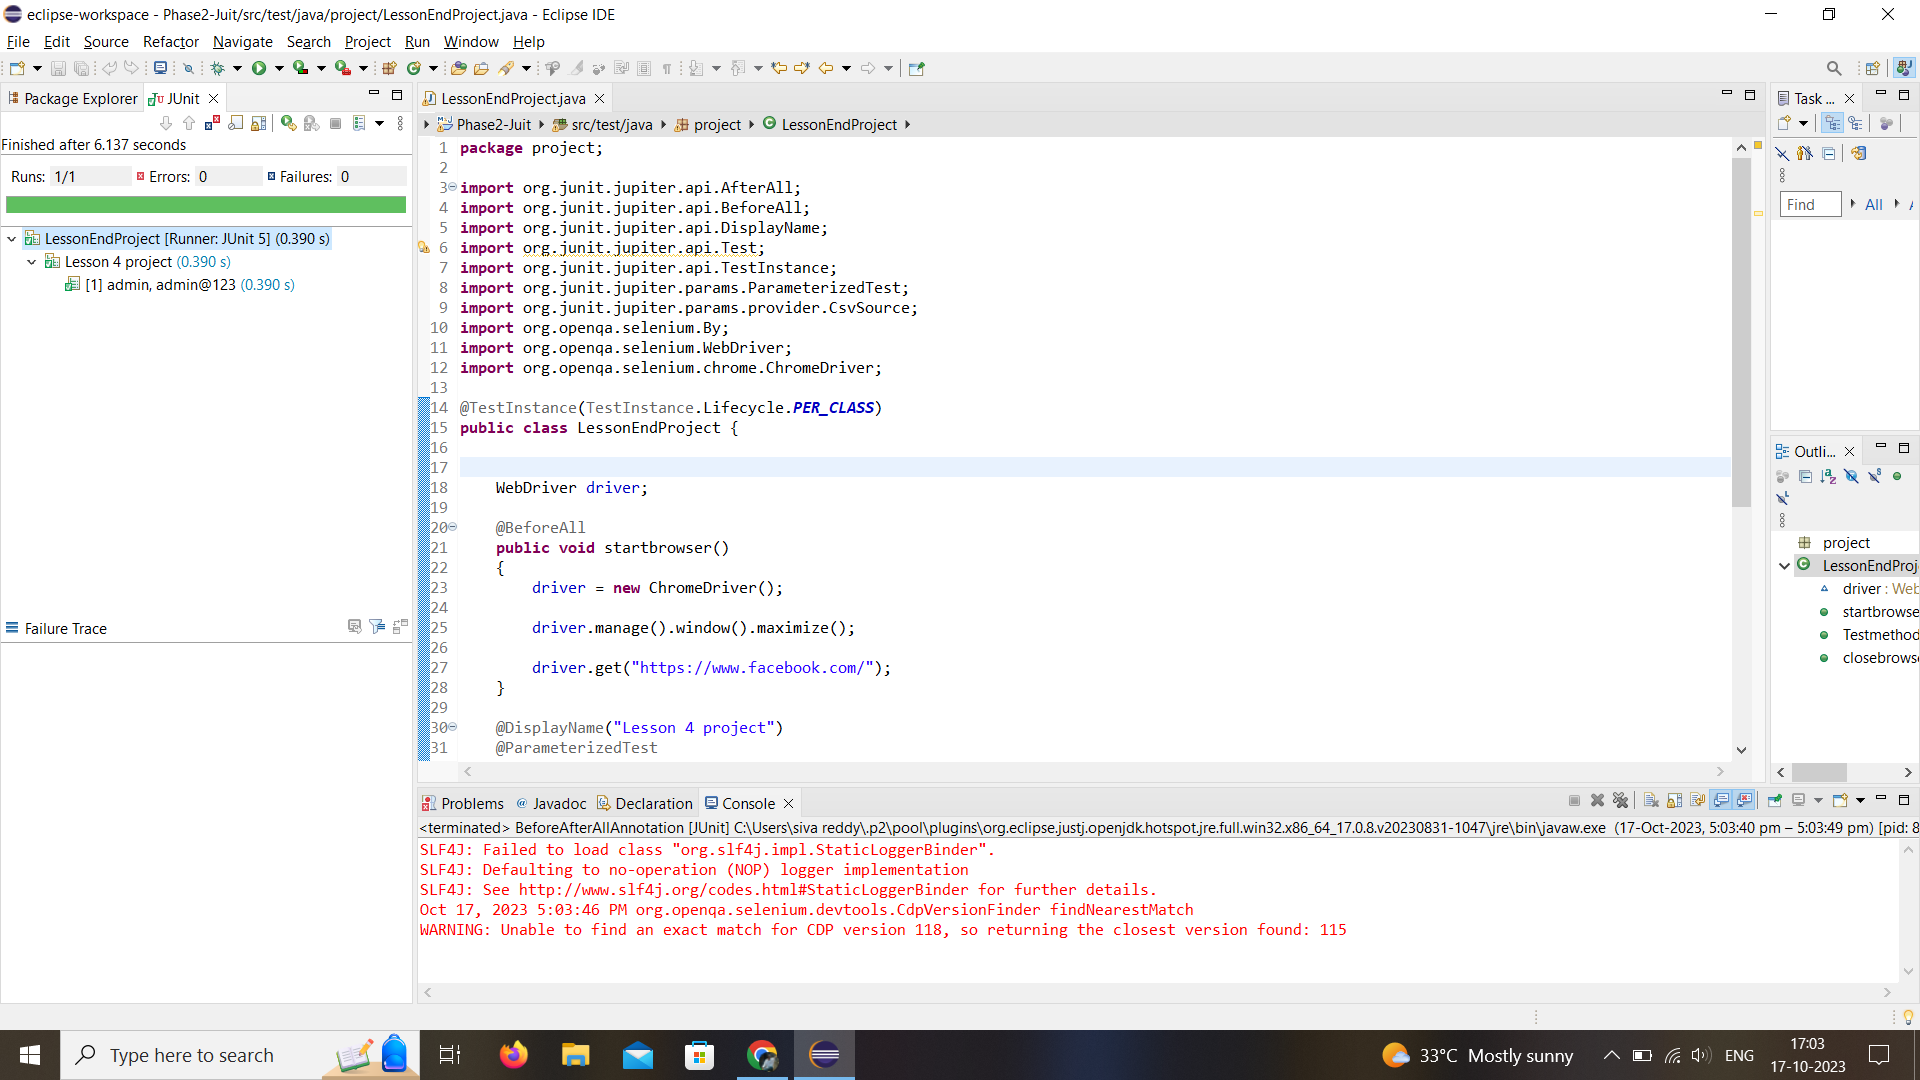 eclipse-workspace - Phase2-Juit/src/test/java/project/LessonEndProject.java - Eclipse IDE
File Edit Source Refactor Navigate Search Project Run Window Help
Package Explorer JUnit
Finished after 6.137 seconds
Runs: 1/1 Errors: 0 Failures: 0
LessonEndProject [Runner: JUnit 5] (0.390 s)
Lesson 4 project (0.390 s)
[1] admin, admin@123 (0.390 s)
Failure Trace
LessonEndProject.java
Phase2-Juit src/test/java project LessonEndProject
1 package project;
2
3 import org.junit.jupiter.api.AfterAll;
4 import org.junit.jupiter.api.BeforeAll;
5 import org.junit.jupiter.api.DisplayName;
6 import org.junit.jupiter.api.Test;
7 import org.junit.jupiter.api.TestInstance;
8 import org.junit.jupiter.params.ParameterizedTest;
9 import org.junit.jupiter.params.provider.CsvSource;
10 import org.openqa.selenium.By;
11 import org.openqa.selenium.WebDriver;
12 import org.openqa.selenium.chrome.ChromeDriver;
13
14 @TestInstance(TestInstance.Lifecycle.PER_CLASS)
15 public class LessonEndProject {
16
17
18 WebDriver driver;
19
20 @BeforeAll
21 public void startbrowser()
22 {
23 driver = new ChromeDriver();
24
25 driver.manage().window().maximize();
26
27 driver.get("https://www.facebook.com/");
28 }
29
30 @DisplayName("Lesson 4 project")
31 @ParameterizedTest
Task ...
Find All
Outli...
project
LessonEndProj
driver : Web
startbrowse
Testmethod
closebrows
Problems Javadoc Declaration Console
<terminated> BeforeAfterAllAnnotation [JUnit] C:\Users\siva reddy\.p2\pool\plugins\org.eclipse.justj.openjdk.hotspot.jre.full.win32.x86_64_17.0.8.v20230831-1047\jre\bin\javaw.exe (17-Oct-2023, 5:03:40 pm – 5:03:49 pm) [pid: 8
SLF4J: Failed to load class "org.slf4j.impl.StaticLoggerBinder".
SLF4J: Defaulting to no-operation (NOP) logger implementation
SLF4J: See http://www.slf4j.org/codes.html#StaticLoggerBinder for further details.
Oct 17, 2023 5:03:46 PM org.openqa.selenium.devtools.CdpVersionFinder findNearestMatch
WARNING: Unable to find an exact match for CDP version 118, so returning the closest version found: 115
Type here to search
33°C Mostly sunny
ENG
17:03
17-10-2023